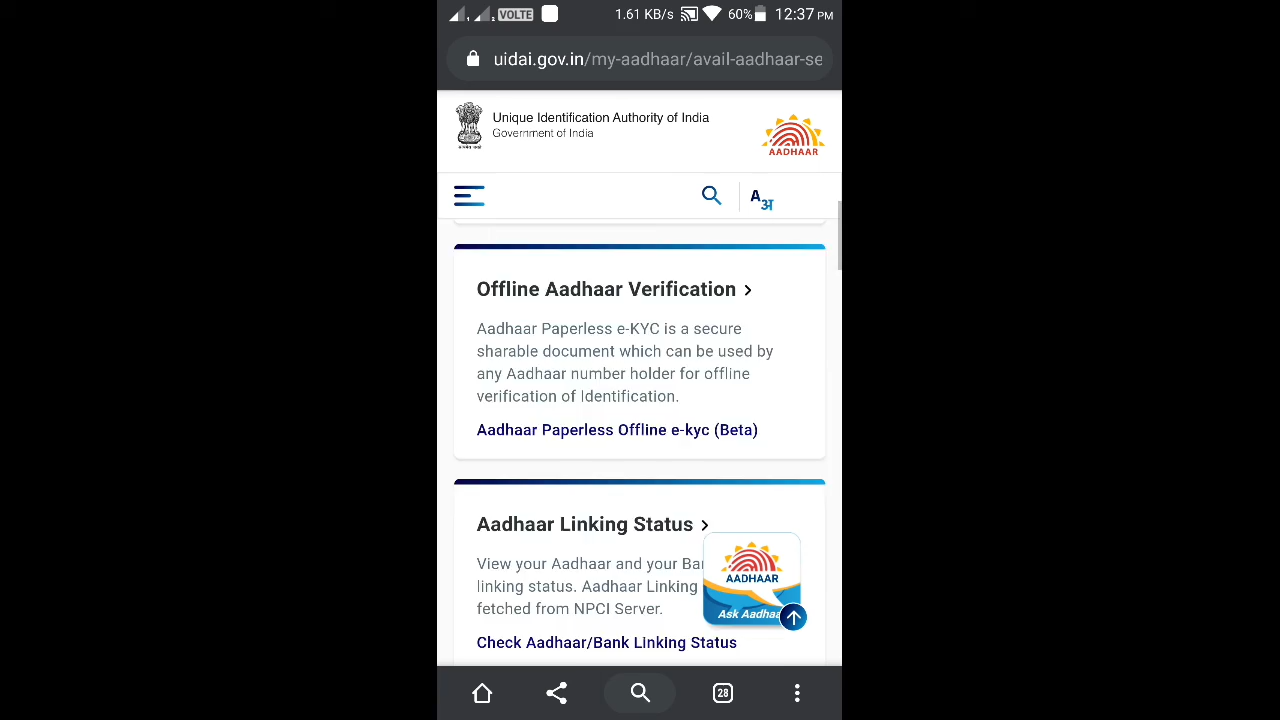 1 2 VOLTE 1.61 KB/s 60% 12:37 PM
uidai.gov.in/my-aadhaar/avail-aadhaar-se
Unique Identification Authority of India
Government of India
AADHAAR
A अ
Offline Aadhaar Verification
Aadhaar Paperless e-KYC is a secure
sharable document which can be used by
any Aadhaar number holder for offline
verification of Identification.
Aadhaar Paperless Offline e-kyc (Beta)
Aadhaar Linking Status
View your Aadhaar and your Ba
linking status. Aadhaar Linking
fetched from NPCI Server.
AADHAAR
Ask Aadhaa
Check Aadhaar/Bank Linking Status
28